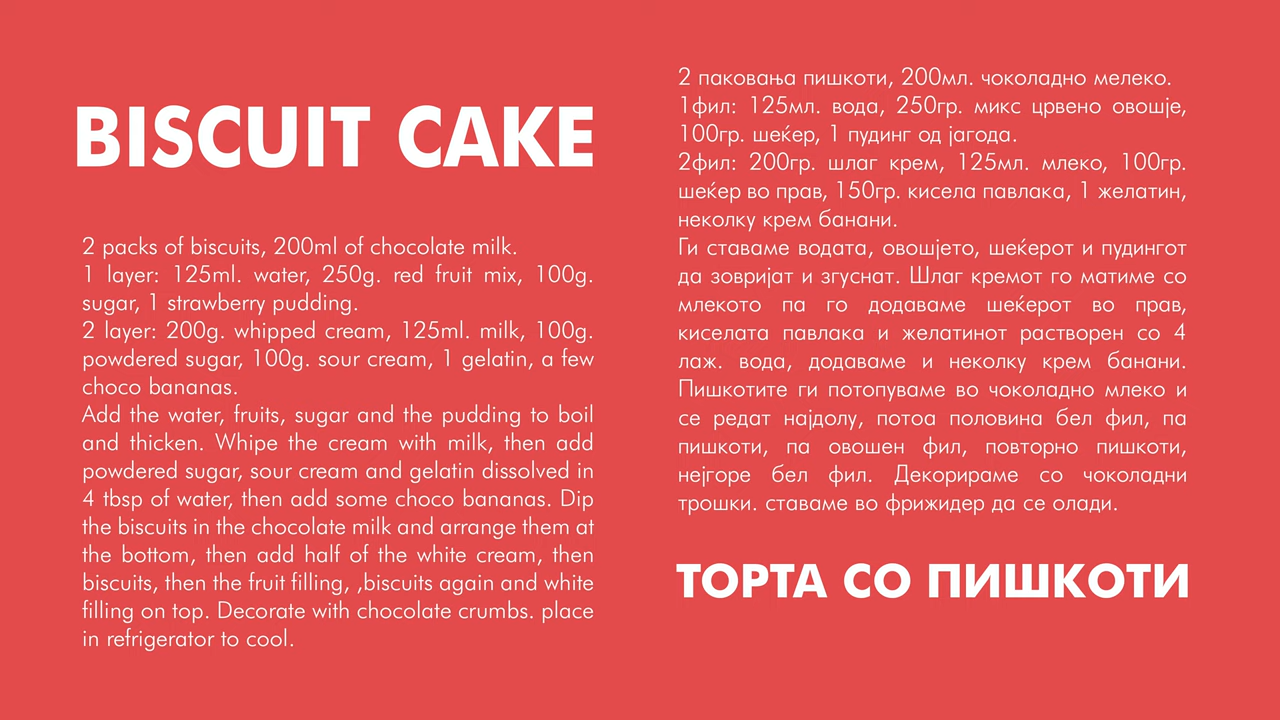 BISCUIT CAKE
2 packs of biscuits, 200ml of chocolate milk.
1 layer: 125ml. water, 250g. red fruit mix, 100g.
sugar, 1 strawberry pudding.
2 layer: 200g. whipped cream, 125ml. milk, 100g.
powdered sugar, 100g. sour cream, 1 gelatin, a few
choco bananas.
Add the water, fruits, sugar and the pudding to boil
and thicken. Whipe the cream with milk, then add
powdered sugar, sour cream and gelatin dissolved in
4 tbsp of water, then add some choco bananas. Dip
the biscuits in the chocolate milk and arrange them at
the bottom, then add half of the white cream, then
biscuits, then the fruit filling, ,biscuits again and white
filling on top. Decorate with chocolate crumbs. place
in refrigerator to cool.
2 паковања пишкоти, 200мл. чоколадно мелеко.
1фил: 125мл. вода, 250гр. микс црвено овошје,
100гр. шеќер, 1 пудинг од јагода.
2фил: 200гр. шлаг крем, 125мл. млеко, 100гр.
шеќер во прав, 150гр. кисела павлака, 1 желатин,
неколку крем банани.
Ги ставаме водата, овошјето, шеќерот и пудингот
да зовријат и згуснат. Шлаг кремот го матиме со
млекото па го додаваме шеќерот во прав,
киселата павлака и желатинот растворен со 4
лаж. вода, додаваме и неколку крем банани.
Пишкотите ги потопуваме во чоколадно млеко и
се редат најдолу, потоа половина бел фил, па
пишкоти, па овошен фил, повторно пишкоти,
нејгоре бел фил. Декорираме со чоколадни
трошки. ставаме во фрижидер да се олади.
ТОРТА СО ПИШКОТИ